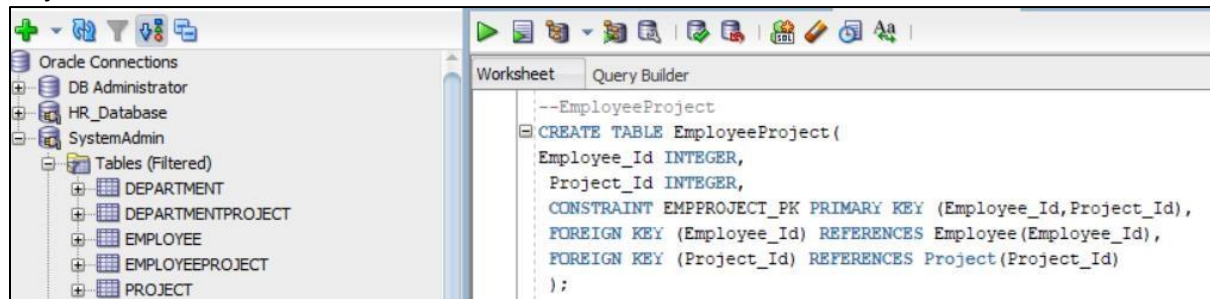 Oracle Connections
DB Administrator
HR_Database
SystemAdmin
Tables (Filtered)
DEPARTMENT
DEPARTMENTPROJECT
EMPLOYEE
EMPLOYEEPROJECT
PROJECT
SQL
Aa
Worksheet Query Builder
--EmployeeProject
CREATE TABLE EmployeeProject(
Employee_Id INTEGER,
Project_Id INTEGER,
CONSTRAINT EMPPROJECT_PK PRIMARY KEY (Employee_Id,Project_Id),
FOREIGN KEY (Employee_Id) REFERENCES Employee(Employee_Id),
FOREIGN KEY (Project_Id) REFERENCES Project(Project_Id)
);